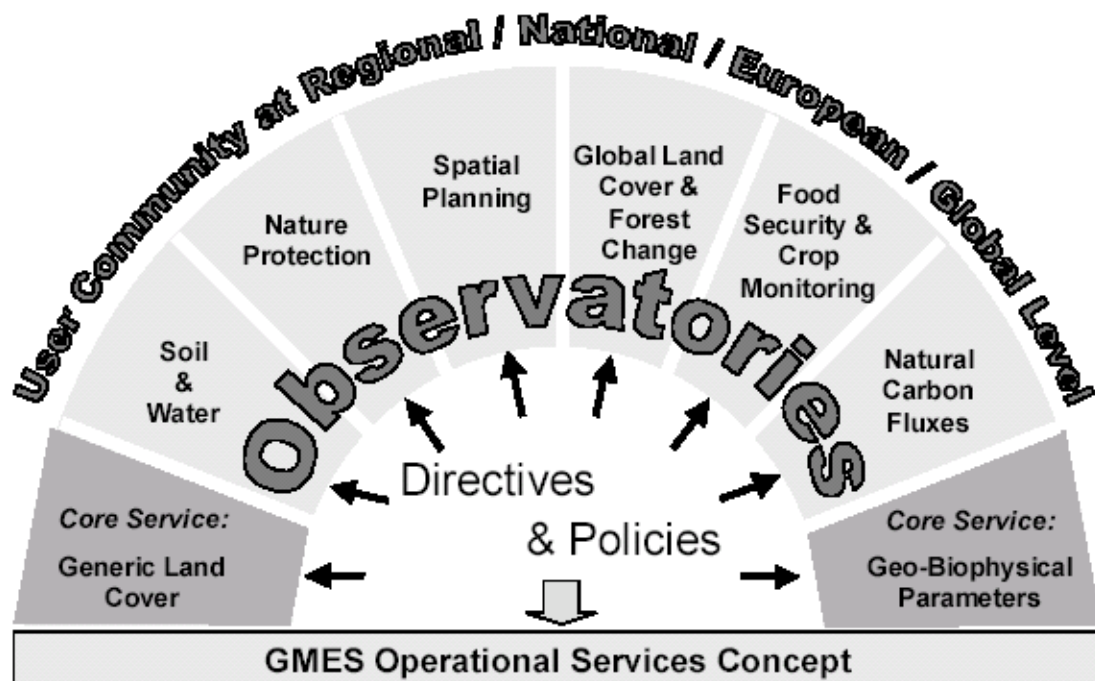 User Community at Regional / National / European / Global Level
Spatial
Planning
Global Land
Cover &
Forest
Change
Nature
Protection
Food
Security &
Crop
Monitoring
Soil
&
Water
Natural
Carbon
Fluxes
Observatories
Directives
& Policies
Core Service:
Generic Land
Cover
Core Service:
Geo-Biophysical
Parameters
GMES Operational Services Concept